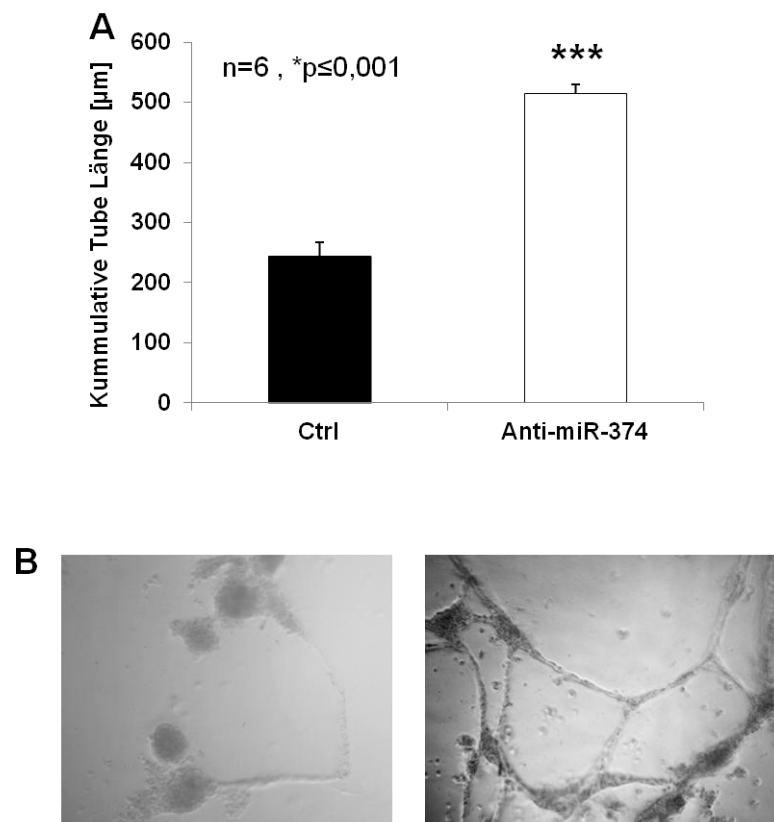 A
Kummulative Tube Länge [µm]
600
500
400
300
200
100
0
n=6 , *p≤0,001
***
Ctrl
Anti-miR-374
B